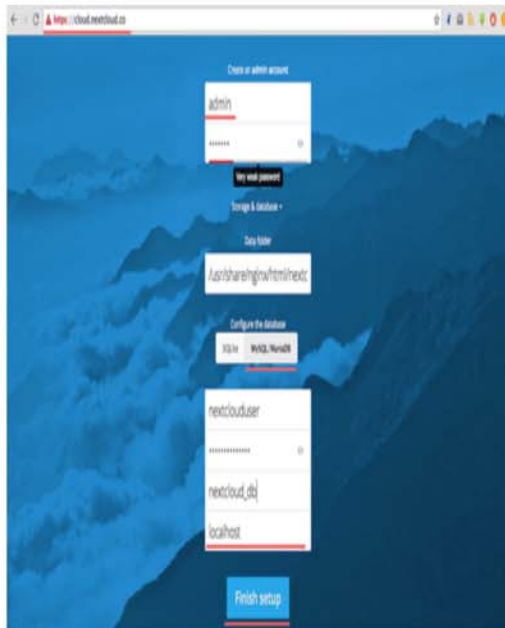 https://cloud.nextcloud.co
Create an admin account
admin
Very weak password
Storage & database
Data folder
/usr/share/nginx/html/nextc
Configure the database
SQLite MySQL/MariaDB
nextclouduser
nextcloud_db
localhost
Finish setup